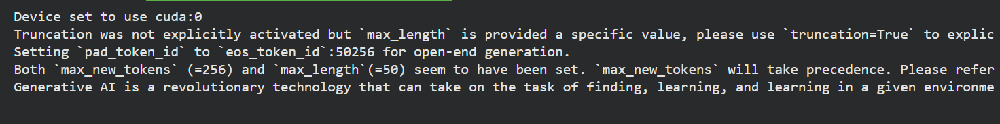 Device set to use cuda:0
Truncation was not explicitly activated but `max_length` is provided a specific value, please use `truncation=True` to explic
Setting `pad_token_id` to `eos_token_id`:50256 for open-end generation.
Both `max_new_tokens` (=256) and `max_length`(=50) seem to have been set. `max_new_tokens` will take precedence. Please refer
Generative AI is a revolutionary technology that can take on the task of finding, learning, and learning in a given environme